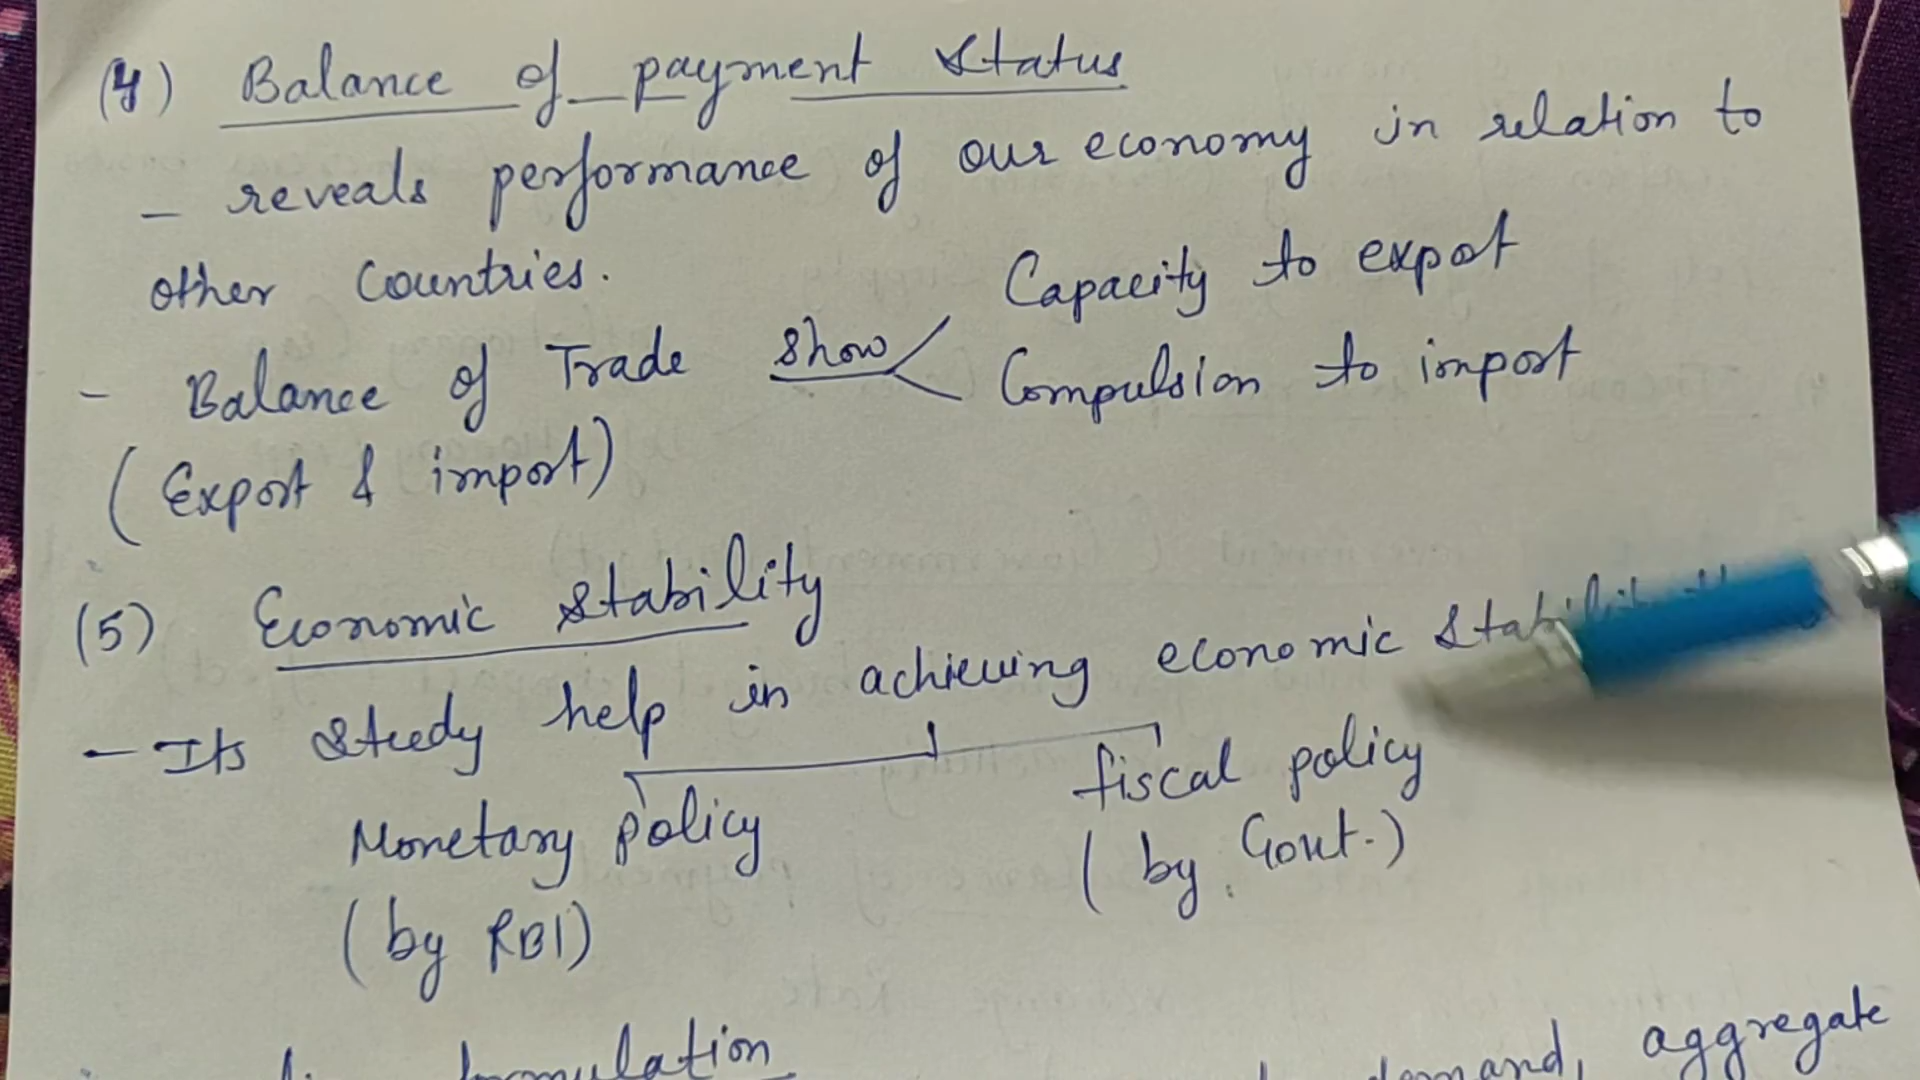 (4) Balance of payment Status
- reveals performance of our economy in relation to
other Countries.
- Balance of Trade show Capacity to export
Compulsion to import
(Export & import)
(5) Economic Stability
- Its study help in achieving economic
Monetary policy fiscal policy
(by RBI) (by Govt.)
demand, aggregate